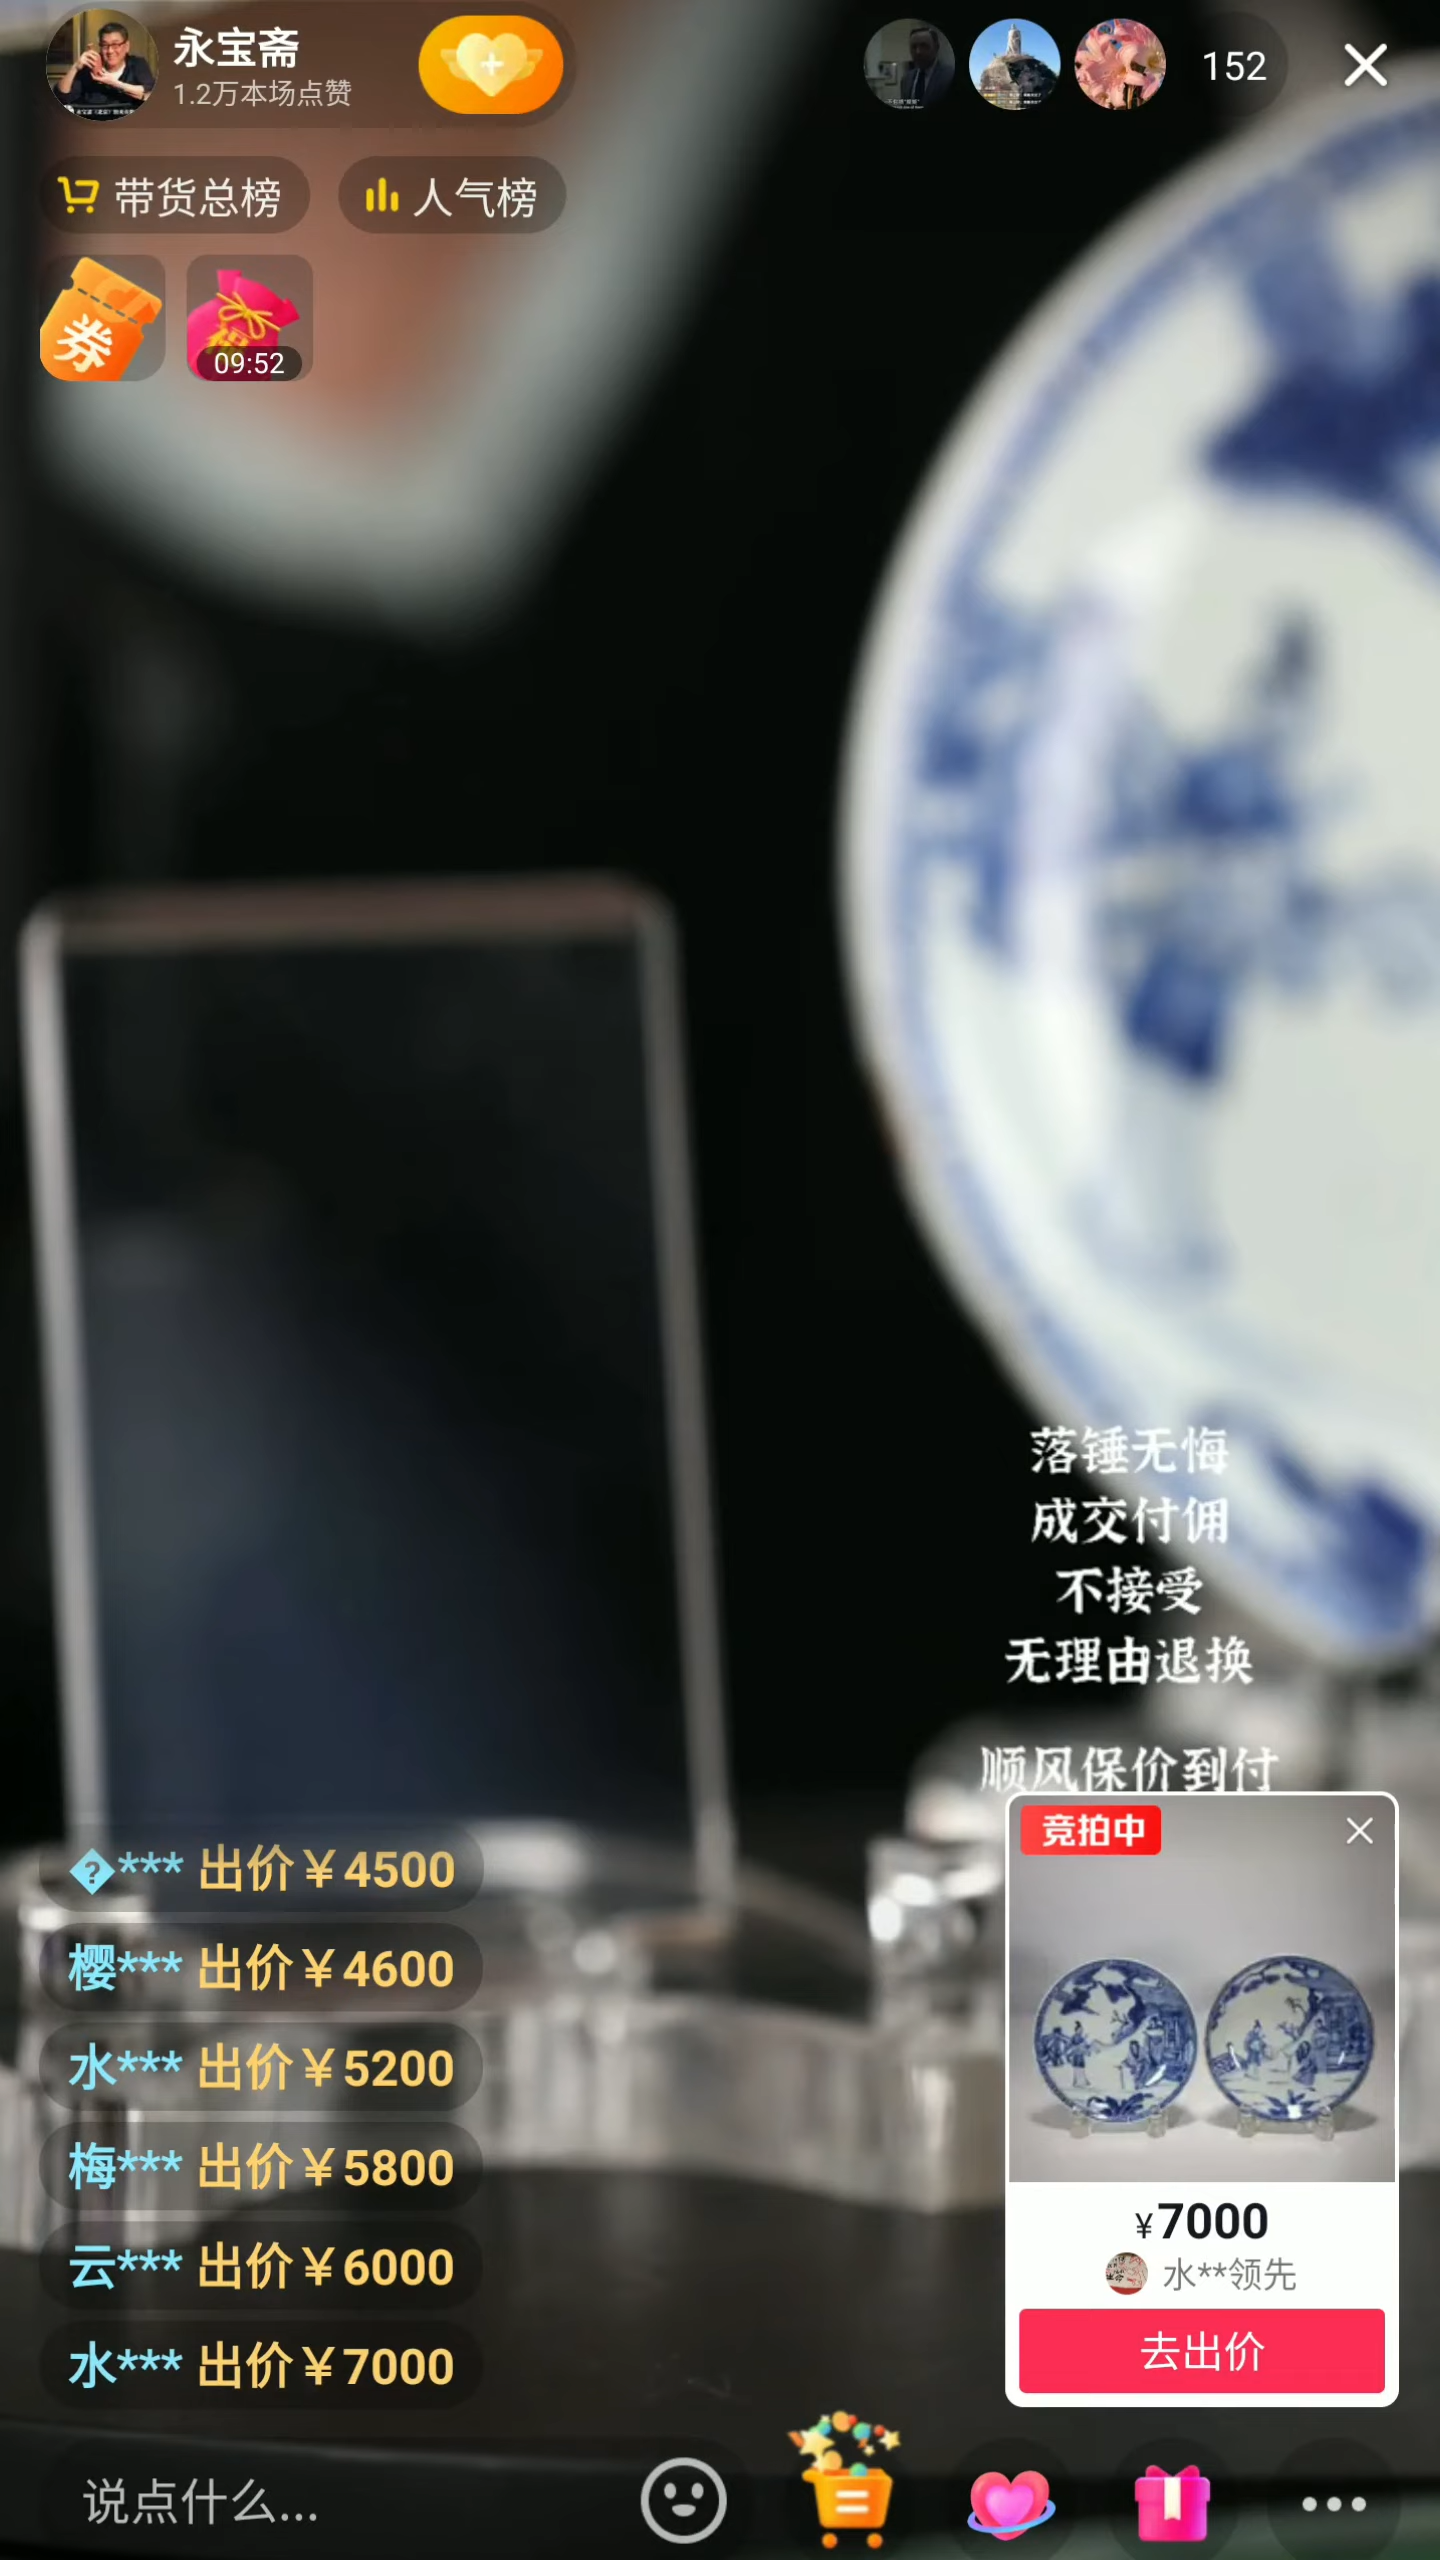 永宝斋
1.2万本场点赞
152
带货总榜
人气榜
券
09:52
落锤无悔
成交付佣
不接受
无理由退换
顺风保价到付
竞拍中
¥7000
水**领先
去出价
�*** 出价¥4500
樱*** 出价¥4600
水*** 出价¥5200
梅*** 出价¥5800
云*** 出价¥6000
水*** 出价¥7000
说点什么...